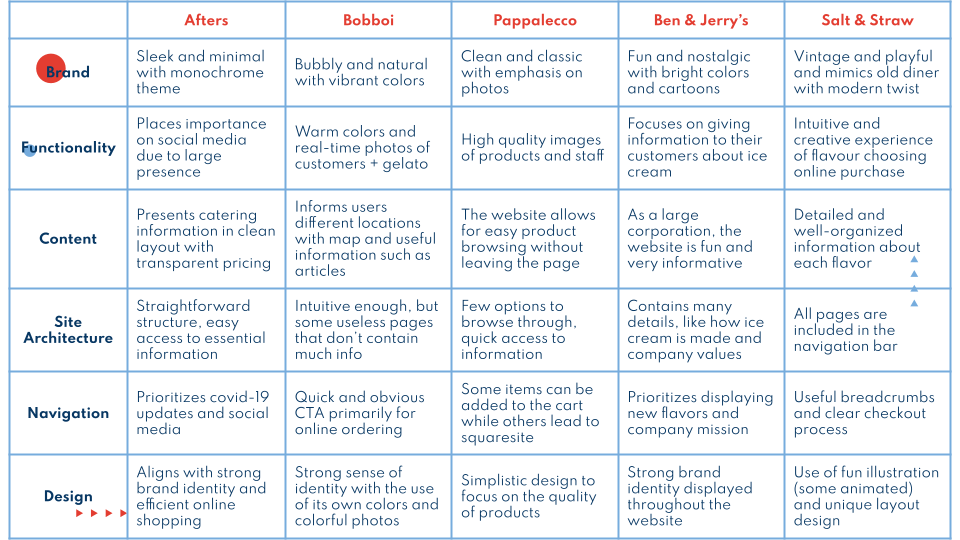 Afters
Bobboi
Pappalecco
Ben & Jerry's
Salt & Straw
Brand
Sleek and minimal
with monochrome
theme
Bubbly and natural
with vibrant colors
Clean and classic
with emphasis on
photos
Fun and nostalgic
with bright colors
and cartoons
Vintage and playful
and mimics old diner
with modern twist
Functionality
Places importance
on social media
due to large
presence
Warm colors and
real-time photos of
customers + gelato
High quality images
of products and staff
Focuses on giving
information to their
customers about ice
cream
Intuitive and
creative experience
of flavour choosing
online purchase
Content
Presents catering
information in clean
layout with
transparent pricing
Informs users
different locations
with map and useful
information such as
articles
The website allows
for easy product
browsing without
leaving the page
As a large
corporation, the
website is fun and
very informative
Detailed and
well-organized
information about
each flavor
Site
Architecture
Straightforward
structure, easy
access to essential
information
Intuitive enough, but
some useless pages
that don't contain
much info
Few options to
browse through,
quick access to
information
Contains many
details, like how ice
cream is made and
company values
All pages are
included in the
navigation bar
Navigation
Prioritizes covid-19
updates and social
media
Quick and obvious
CTA primarily for
online ordering
Some items can be
added to the cart
while others lead to
squaresite
Prioritizes displaying
new flavors and
company mission
Useful breadcrumbs
and clear checkout
process
Design
Aligns with strong
brand identity and
efficient online
shopping
Strong sense of
identity with the use
of its own colors and
colorful photos
Simplistic design to
focus on the quality
of products
Strong brand
identity displayed
throughout the
website
Use of fun illustration
(some animated)
and unique layout
design